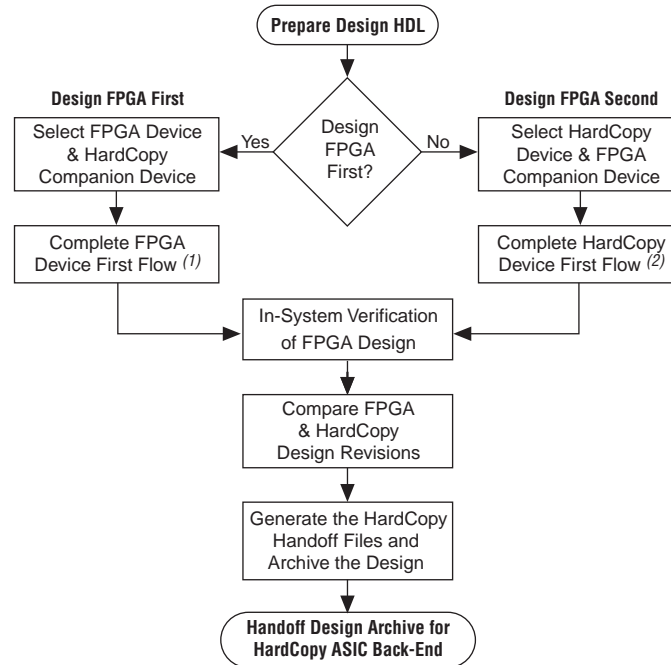 Prepare Design HDL
Design FPGA First
Design FPGA Second
Select FPGA Device
& HardCopy
Companion Device
Yes
Design
FPGA
First?
No
Select HardCopy
Device & FPGA
Companion Device
Complete FPGA
Device First Flow (1)
Complete HardCopy
Device First Flow (2)
In-System Verification
of FPGA Design
Compare FPGA
& HardCopy
Design Revisions
Generate the HardCopy
Handoff Files and
Archive the Design
Handoff Design Archive for
HardCopy ASIC Back-End